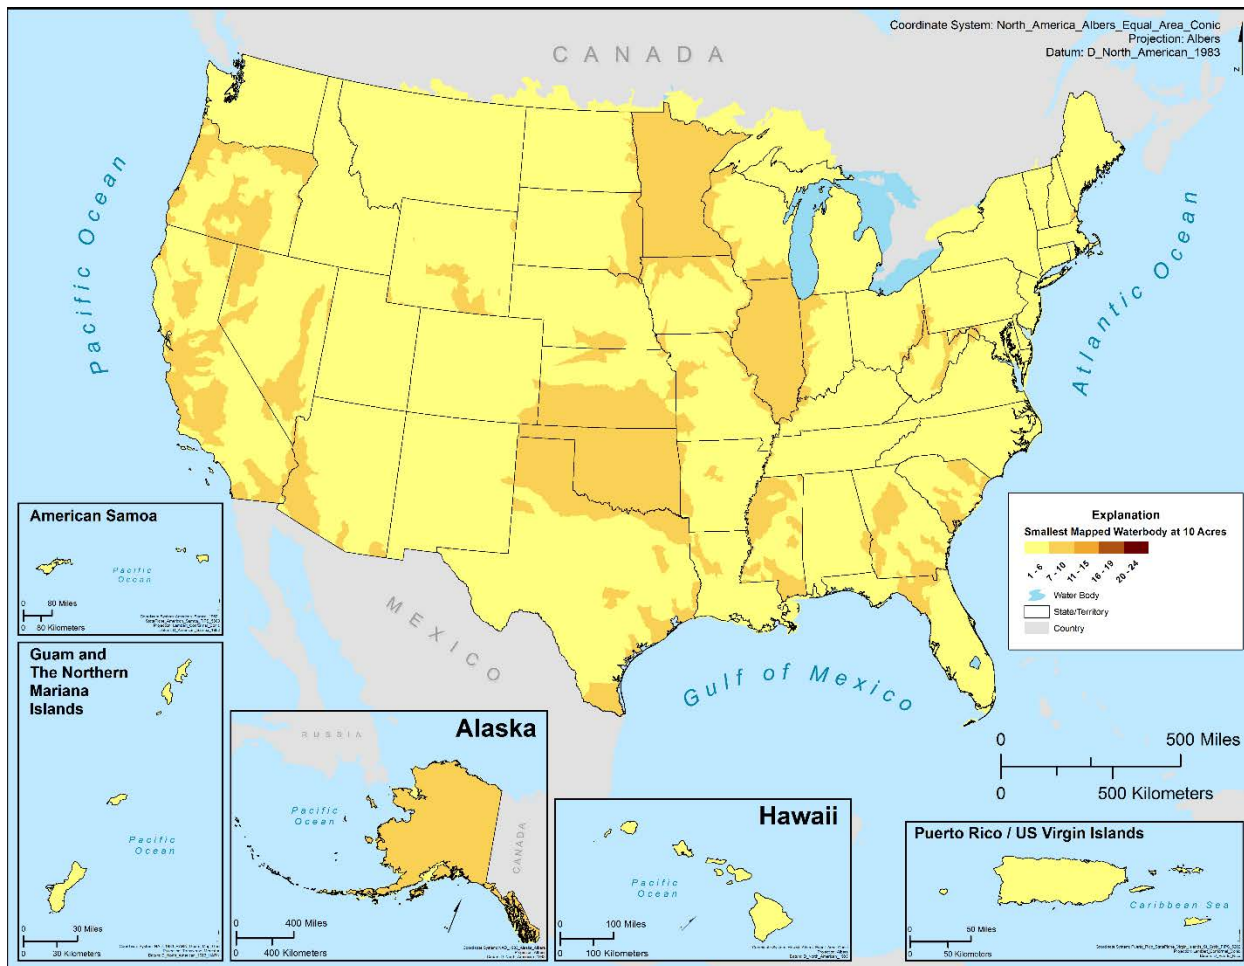 Coordinate System: North_America_Albers_Equal_Area_Conic
Projection: Albers
Datum: D_North_American_1983
N
CANADA
Pacific Ocean
Atlantic Ocean
MEXICO
Gulf of Mexico
Explanation
Smallest Mapped Waterbody at 10 Acres
1 - 6
7 - 10
11 - 15
16 - 19
20 - 24
Water Body
State/Territory
Country
0 500 Miles
0 500 Kilometers
American Samoa
Pacific
Ocean
0 80 Miles
0 80 Kilometers
Guam and
The Northern
Mariana
Islands
Pacific
Ocean
0 30 Miles
0 30 Kilometers
Alaska
RUSSIA
Pacific
Ocean
CANADA
0 400 Miles
0 400 Kilometers
Hawaii
Pacific
Ocean
0 100 Miles
0 100 Kilometers
Puerto Rico / US Virgin Islands
Caribbean Sea
0 50 Miles
0 50 Kilometers